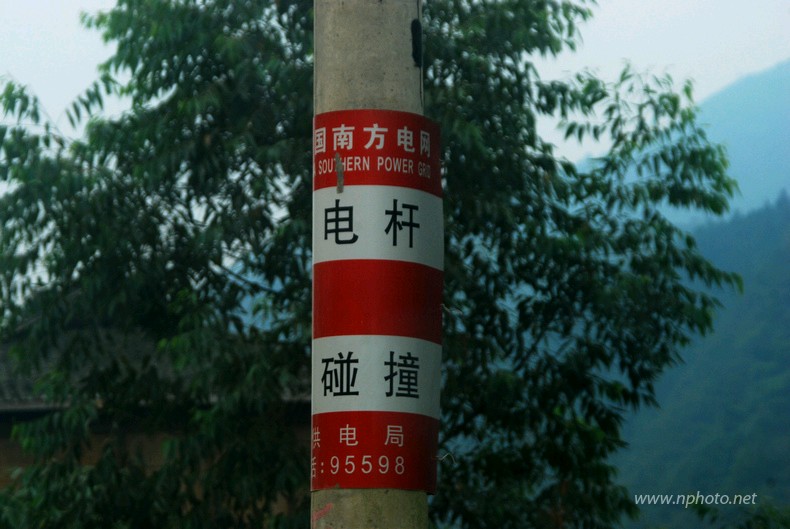 国南方电网
SOUTHERN POWER GRID
电杆
碰撞
供电局
话:95598
www.nphoto.net